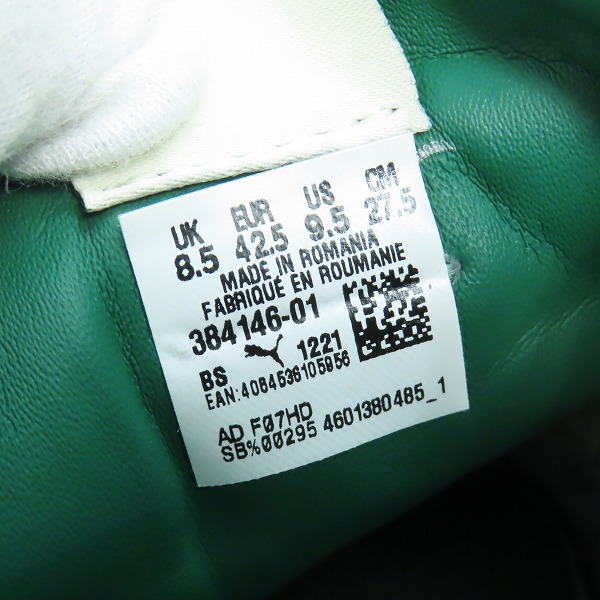 UK EUR US CM
8.5 42.5 9.5 27.5
MADE IN ROMANIA
FABRIQUÉ EN ROUMANIE
384146-01
BS 1221
EAN:4064536105956
AD F07HD
SB%00295 4601380485_1